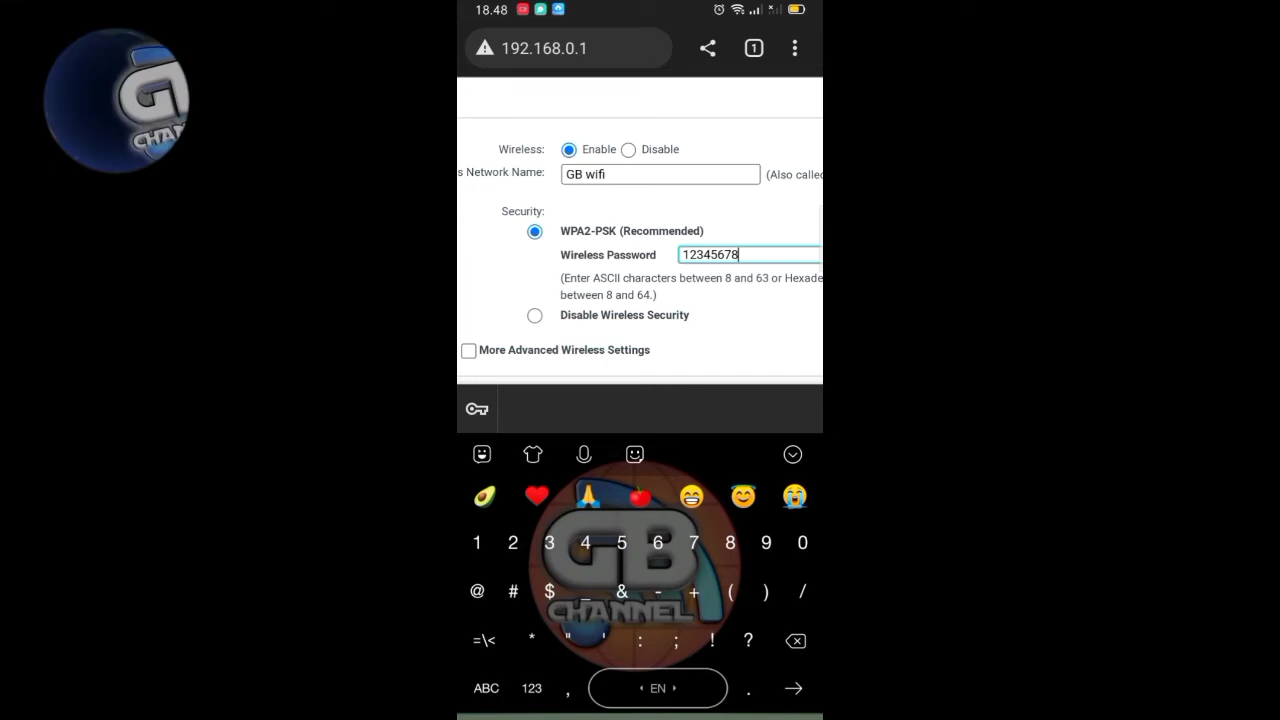 18.48
192.168.0.1
1
Wireless: Enable Disable
s Network Name: GB wifi (Also calle
Security:
WPA2-PSK (Recommended)
Wireless Password 12345678
(Enter ASCII characters between 8 and 63 or Hexade
between 8 and 64.)
Disable Wireless Security
More Advanced Wireless Settings
1 2 3 4 5 6 7 8 9 0
@ # $ _ & - + ( ) /
=\< * " ' : ; ! ? 
ABC 123 , EN .
GB
CHANNEL
G
CHAN